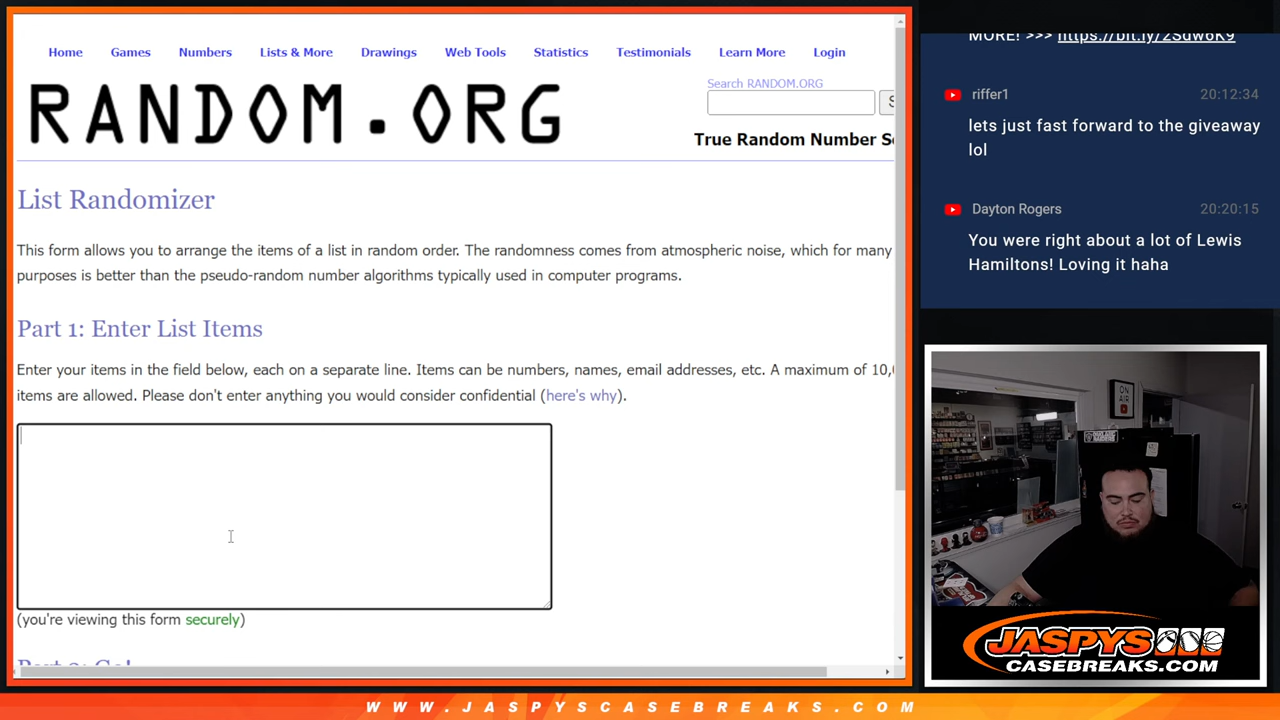 Home Games Numbers Lists & More Drawings Web Tools Statistics Testimonials Learn More Login
RANDOM.ORG
Search RANDOM.ORG
True Random Number
List Randomizer
This form allows you to arrange the items of a list in random order. The randomness comes from atmospheric noise, which for many
purposes is better than the pseudo-random number algorithms typically used in computer programs.
Part 1: Enter List Items
Enter your items in the field below, each on a separate line. Items can be numbers, names, email addresses, etc. A maximum of 10,
items are allowed. Please don't enter anything you would consider confidential (here's why).
(you're viewing this form securely)
MORE! >>> https://bit.ly/2Sdw6K9
riffer1 20:12:34
lets just fast forward to the giveaway
lol
Dayton Rogers 20:20:15
You were right about a lot of Lewis
Hamiltons! Loving it haha
ON
AIR
JASPYS
CASEBREAKS.COM
WWW.JASPYSCASEBREAKS.COM